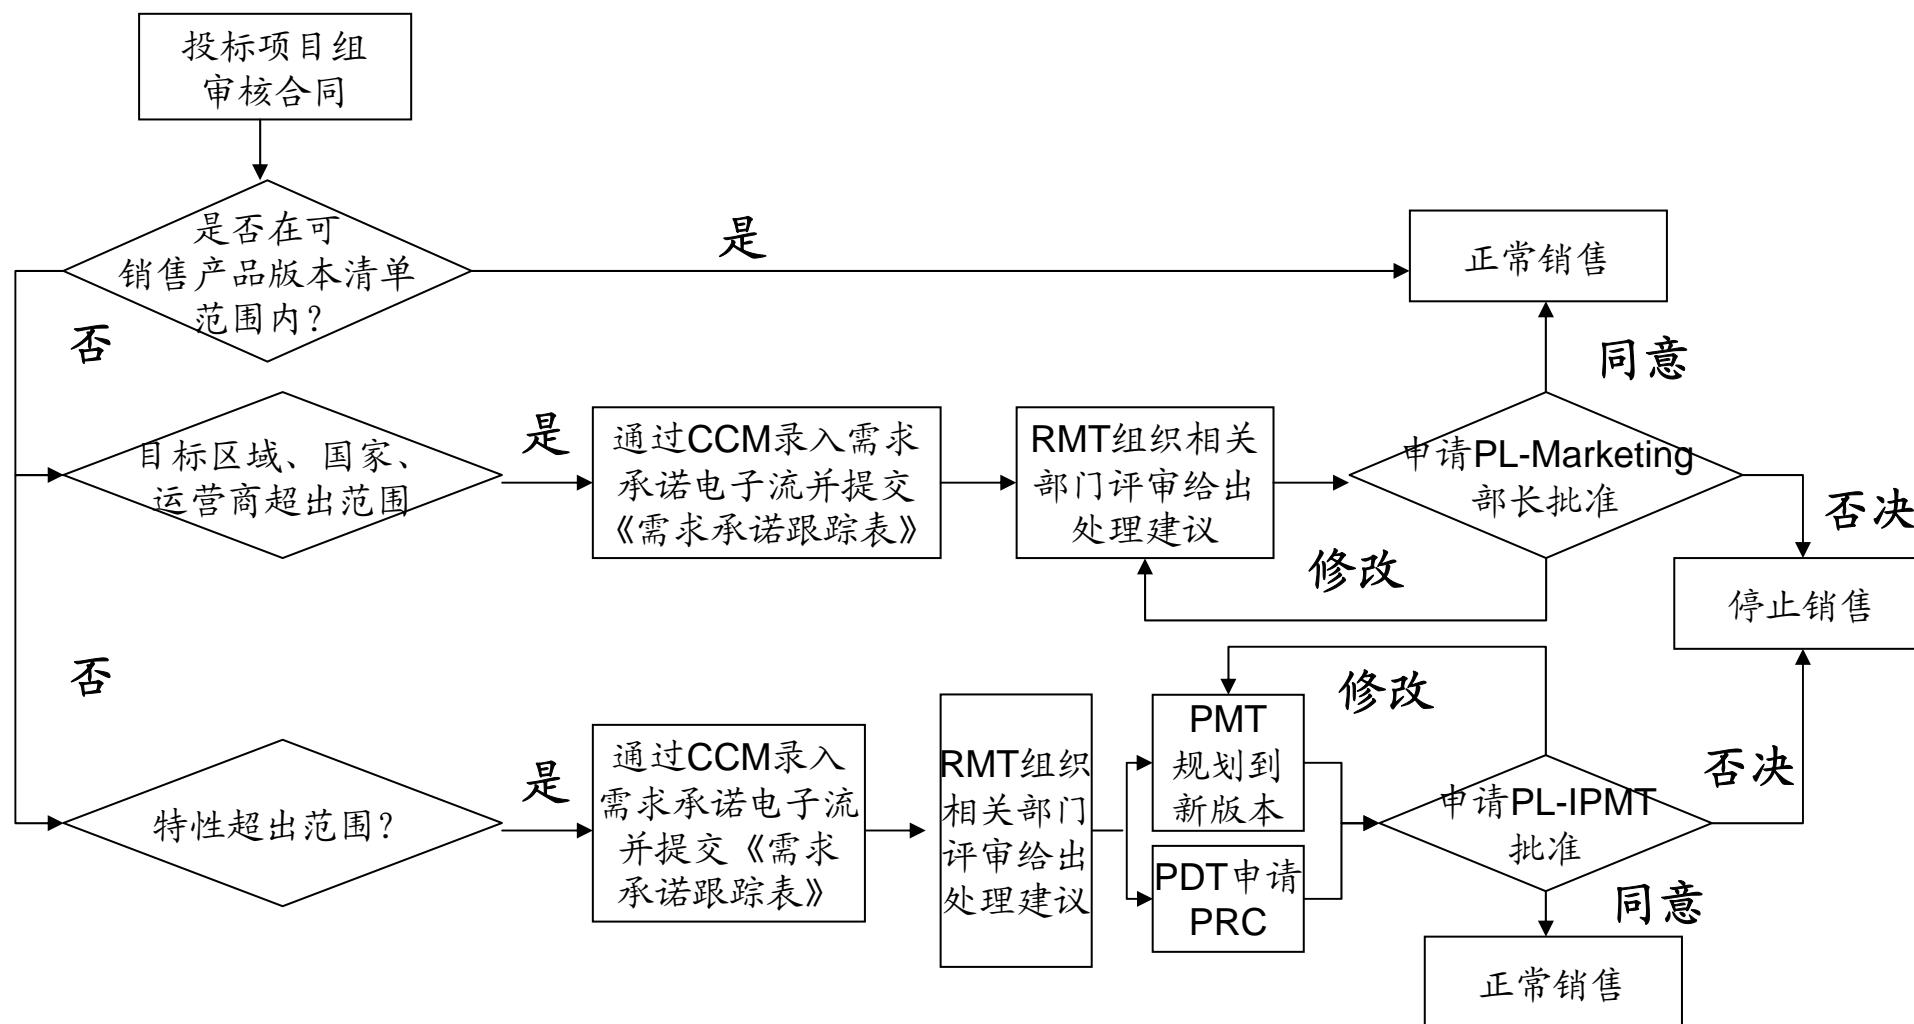 投标项目组
审核合同
是否在可
销售产品版本清单
范围内？
是
正常销售
否
同意
目标区域、国家、
运营商超出范围
是
通过CCM录入需求
承诺电子流并提交
《需求承诺跟踪表》
RMT组织相关
部门评审给出
处理建议
申请PL-Marketing
部长批准
否决
修改
停止销售
否
特性超出范围？
是
通过CCM录入
需求承诺电子流
并提交《需求
承诺跟踪表》
RMT组织
相关部门
评审给出
处理建议
PMT
规划到
新版本
PDT申请
PRC
修改
申请PL-IPMT
批准
否决
同意
正常销售